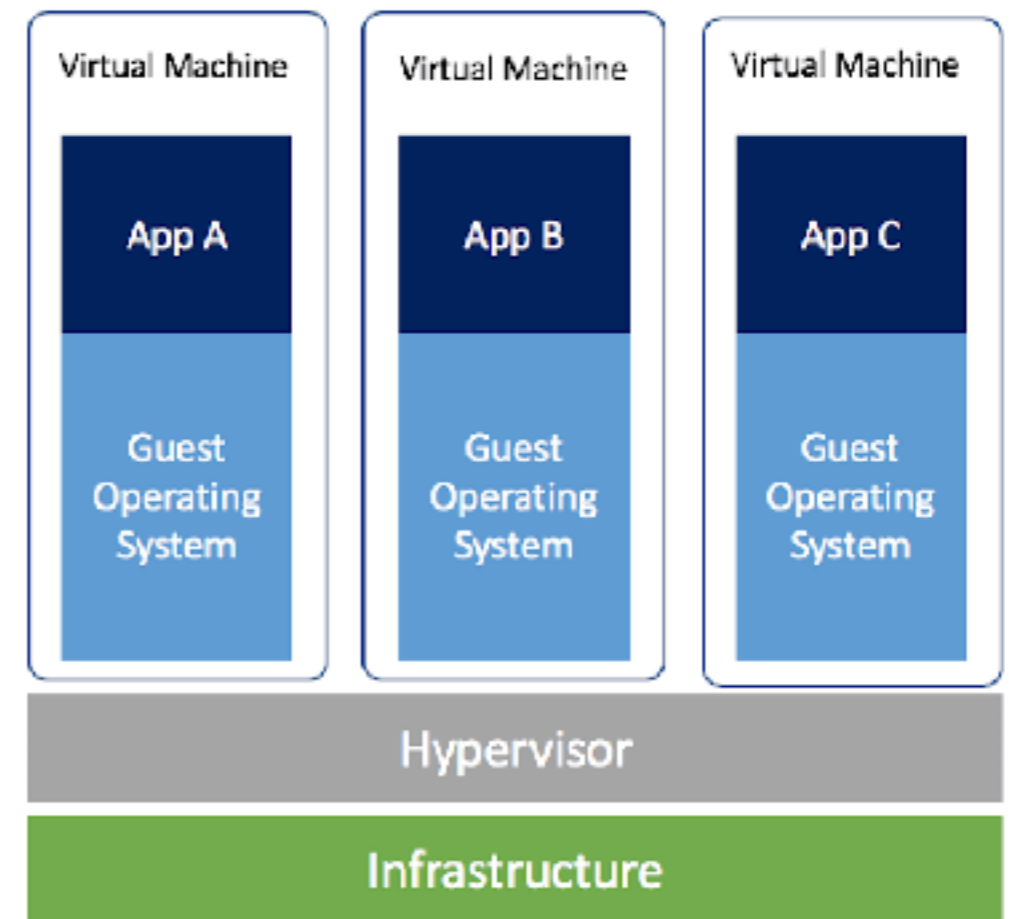 Virtual Machine
Virtual Machine
Virtual Machine
App A
App B
App C
Guest
Operating
System
Guest
Operating
System
Guest
Operating
System
Hypervisor
Infrastructure